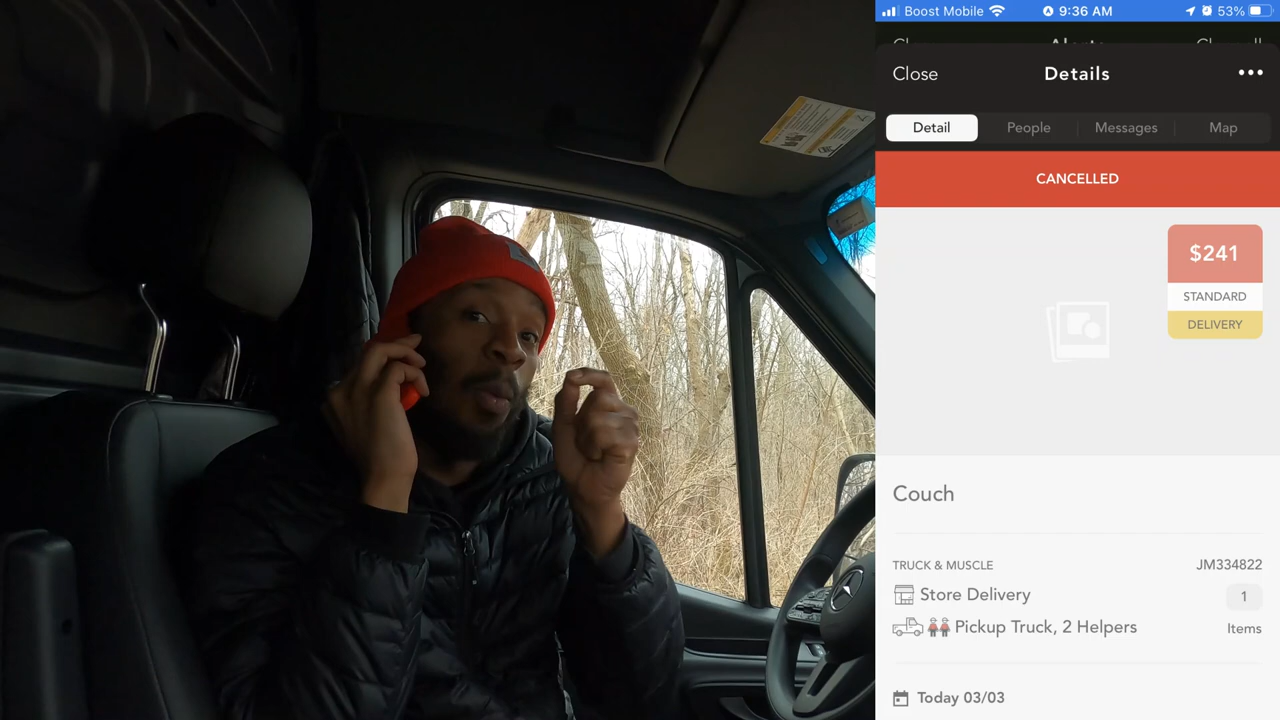 Boost Mobile 9:36 AM 53%
Close Details •••
Detail People Messages Map
CANCELLED
$241
STANDARD
DELIVERY
Couch
TRUCK & MUSCLE JM334822
Store Delivery 1
Pickup Truck, 2 Helpers Items
Today 03/03